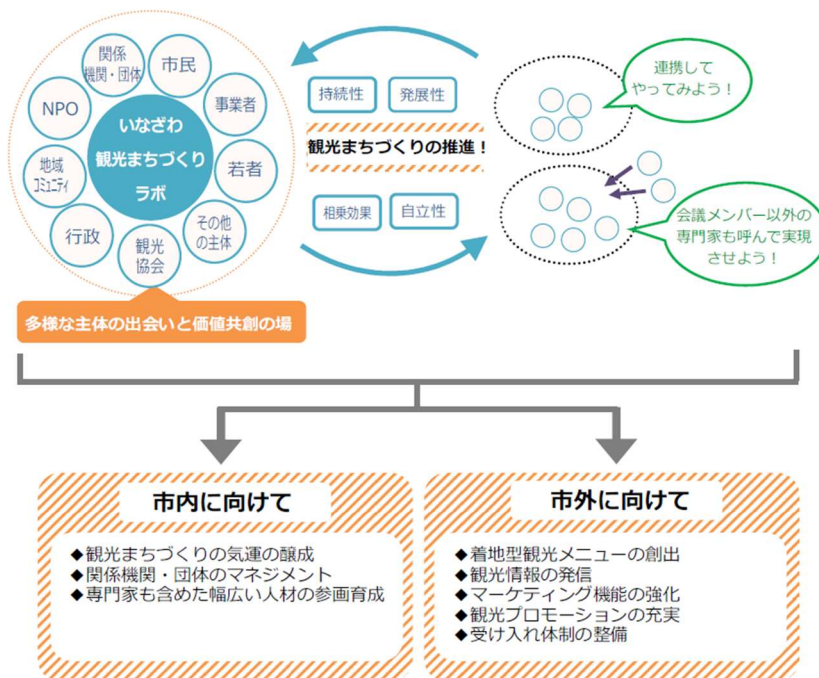 関係
機関・団体
市民
事業者
若者
その他
の主体
観光
協会
行政
地域
コミュニティ
NPO
いなざわ
観光まちづくり
ラボ
多様な主体の出会いと価値共創の場
持続性
発展性
観光まちづくりの推進!
相乗効果
自立性
連携して
やってみよう!
会議メンバー以外の
専門家も呼んで実現
させよう!
市内に向けて
◆観光まちづくりの気運の醸成
◆関係機関・団体のマネジメント
◆専門家も含めた幅広い人材の参画育成
市外に向けて
◆着地型観光メニューの創出
◆観光情報の発信
◆マーケティング機能の強化
◆観光プロモーションの充実
◆受け入れ体制の整備